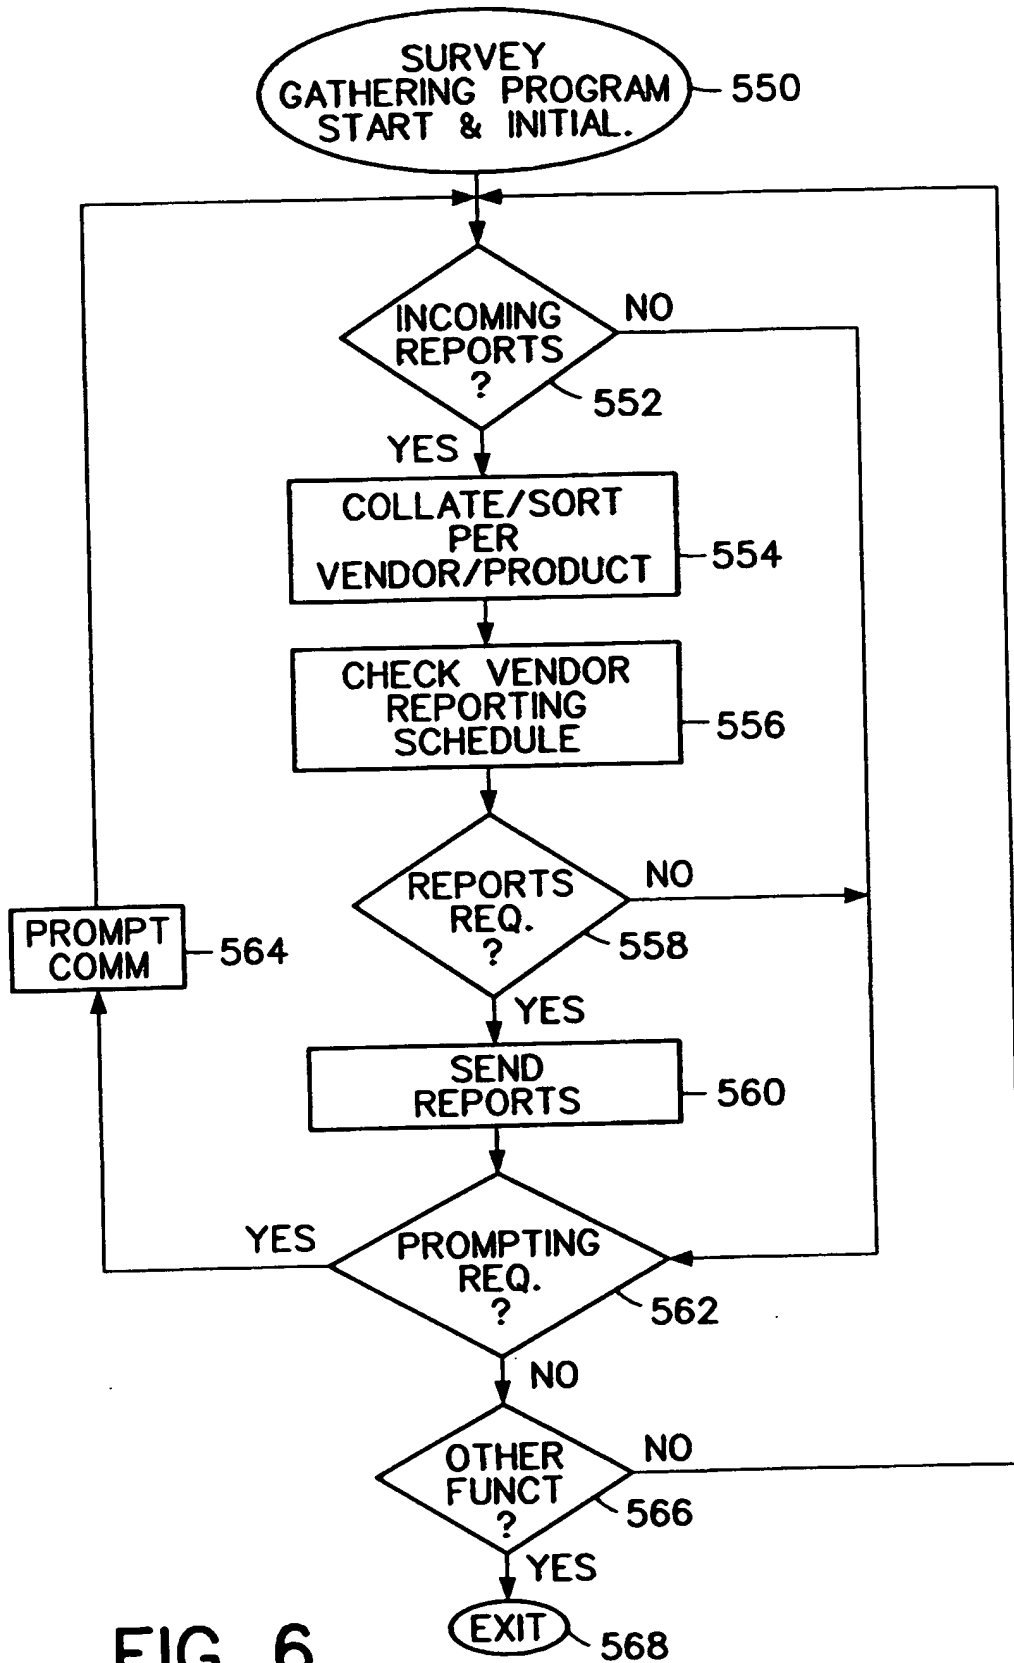 SURVEY
GATHERING PROGRAM
START & INITIAL.
550
INCOMING
REPORTS
?
NO
552
YES
COLLATE/SORT
PER
VENDOR/PRODUCT
554
CHECK VENDOR
REPORTING
SCHEDULE
556
REPORTS
REQ.
?
NO
558
YES
PROMPT
COMM
564
SEND
REPORTS
560
YES
PROMPTING
REQ.
?
562
NO
OTHER
FUNCT
?
NO
566
YES
EXIT
568
FIG. 6